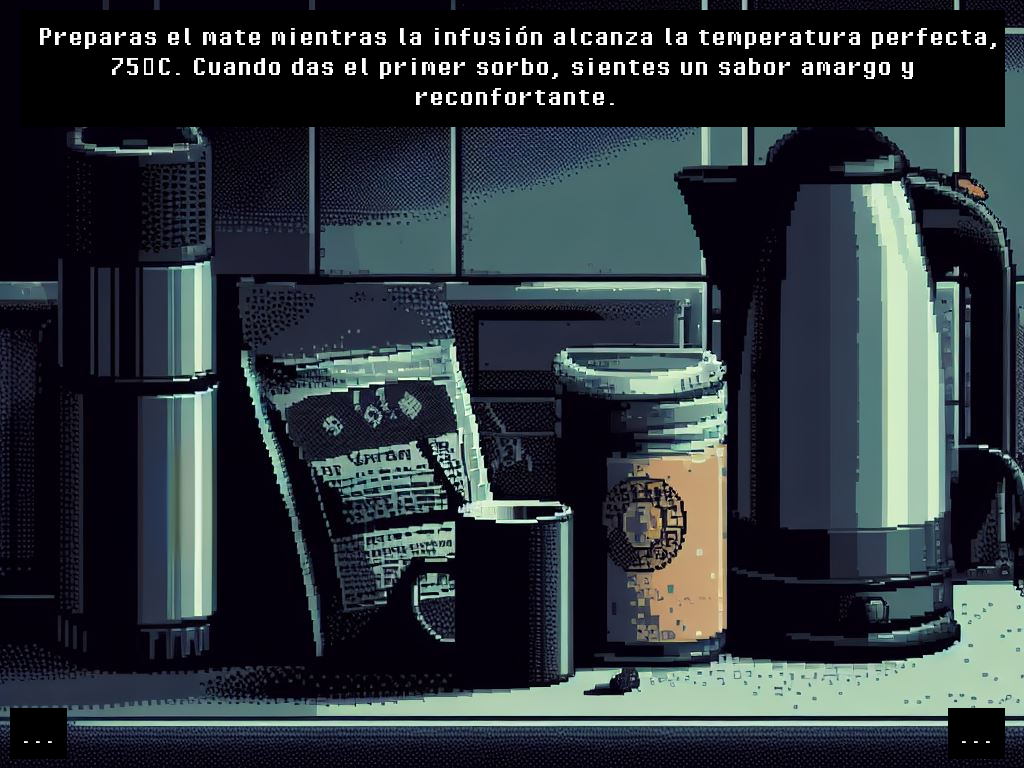 Preparas el mate mientras la infusión alcanza la temperatura perfecta,
75▯C. Cuando das el primer sorbo, sientes un sabor amargo y
reconfortante.
...
...